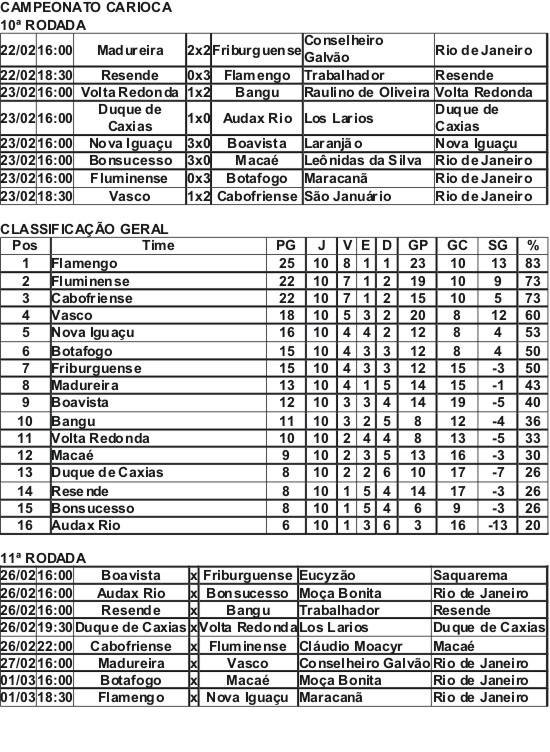 CAMPEONATO CARIOCA
10ª RODADA
22/02 16:00 Madureira 2x2 Friburguense Conselheiro Galvão Rio de Janeiro
22/02 18:30 Resende 0x3 Flamengo Trabalhador Resende
23/02 16:00 Volta Redonda 1x2 Bangu Raulino de Oliveira Volta Redonda
23/02 16:00 Duque de Caxias 1x0 Audax Rio Los Larios Duque de Caxias
23/02 16:00 Nova Iguaçu 3x0 Boavista Laranjão Nova Iguaçu
23/02 16:00 Bonsucesso 3x0 Macaé Leônidas da Silva Rio de Janeiro
23/02 16:00 Fluminense 0x3 Botafogo Maracanã Rio de Janeiro
23/02 18:30 Vasco 1x2 Cabofriense São Januário Rio de Janeiro
CLASSIFICAÇÃO GERAL
Pos Time PG J V E D GP GC SG %
1 Flamengo 25 10 8 1 1 23 10 13 83
2 Fluminense 22 10 7 1 2 19 10 9 73
3 Cabofriense 22 10 7 1 2 15 10 5 73
4 Vasco 18 10 5 3 2 20 8 12 60
5 Nova Iguaçu 16 10 4 4 2 12 8 4 53
6 Botafogo 15 10 4 3 3 12 8 4 50
7 Friburguense 15 10 4 3 3 12 15 -3 50
8 Madureira 13 10 4 1 5 14 15 -1 43
9 Boavista 12 10 3 3 4 14 19 -5 40
10 Bangu 11 10 3 2 5 8 12 -4 36
11 Volta Redonda 10 10 2 4 4 8 13 -5 33
12 Macaé 9 10 2 3 5 13 16 -3 30
13 Duque de Caxias 8 10 2 2 6 10 17 -7 26
14 Resende 8 10 1 5 4 14 17 -3 26
15 Bonsucesso 8 10 1 5 4 6 9 -3 26
16 Audax Rio 6 10 1 3 6 3 16 -13 20
11ª RODADA
26/02 16:00 Boavista x Friburguense Eucyzão Saquarema
26/02 16:00 Audax Rio x Bonsucesso Moça Bonita Rio de Janeiro
26/02 16:00 Resende x Bangu Trabalhador Resende
26/02 19:30 Duque de Caxias x Volta Redonda Los Larios Duque de Caxias
26/02 22:00 Cabofriense x Fluminense Cláudio Moacyr Macaé
27/02 16:00 Madureira x Vasco Conselheiro Galvão Rio de Janeiro
01/03 16:00 Botafogo x Macaé Moça Bonita Rio de Janeiro
01/03 18:30 Flamengo x Nova Iguaçu Maracanã Rio de Janeiro